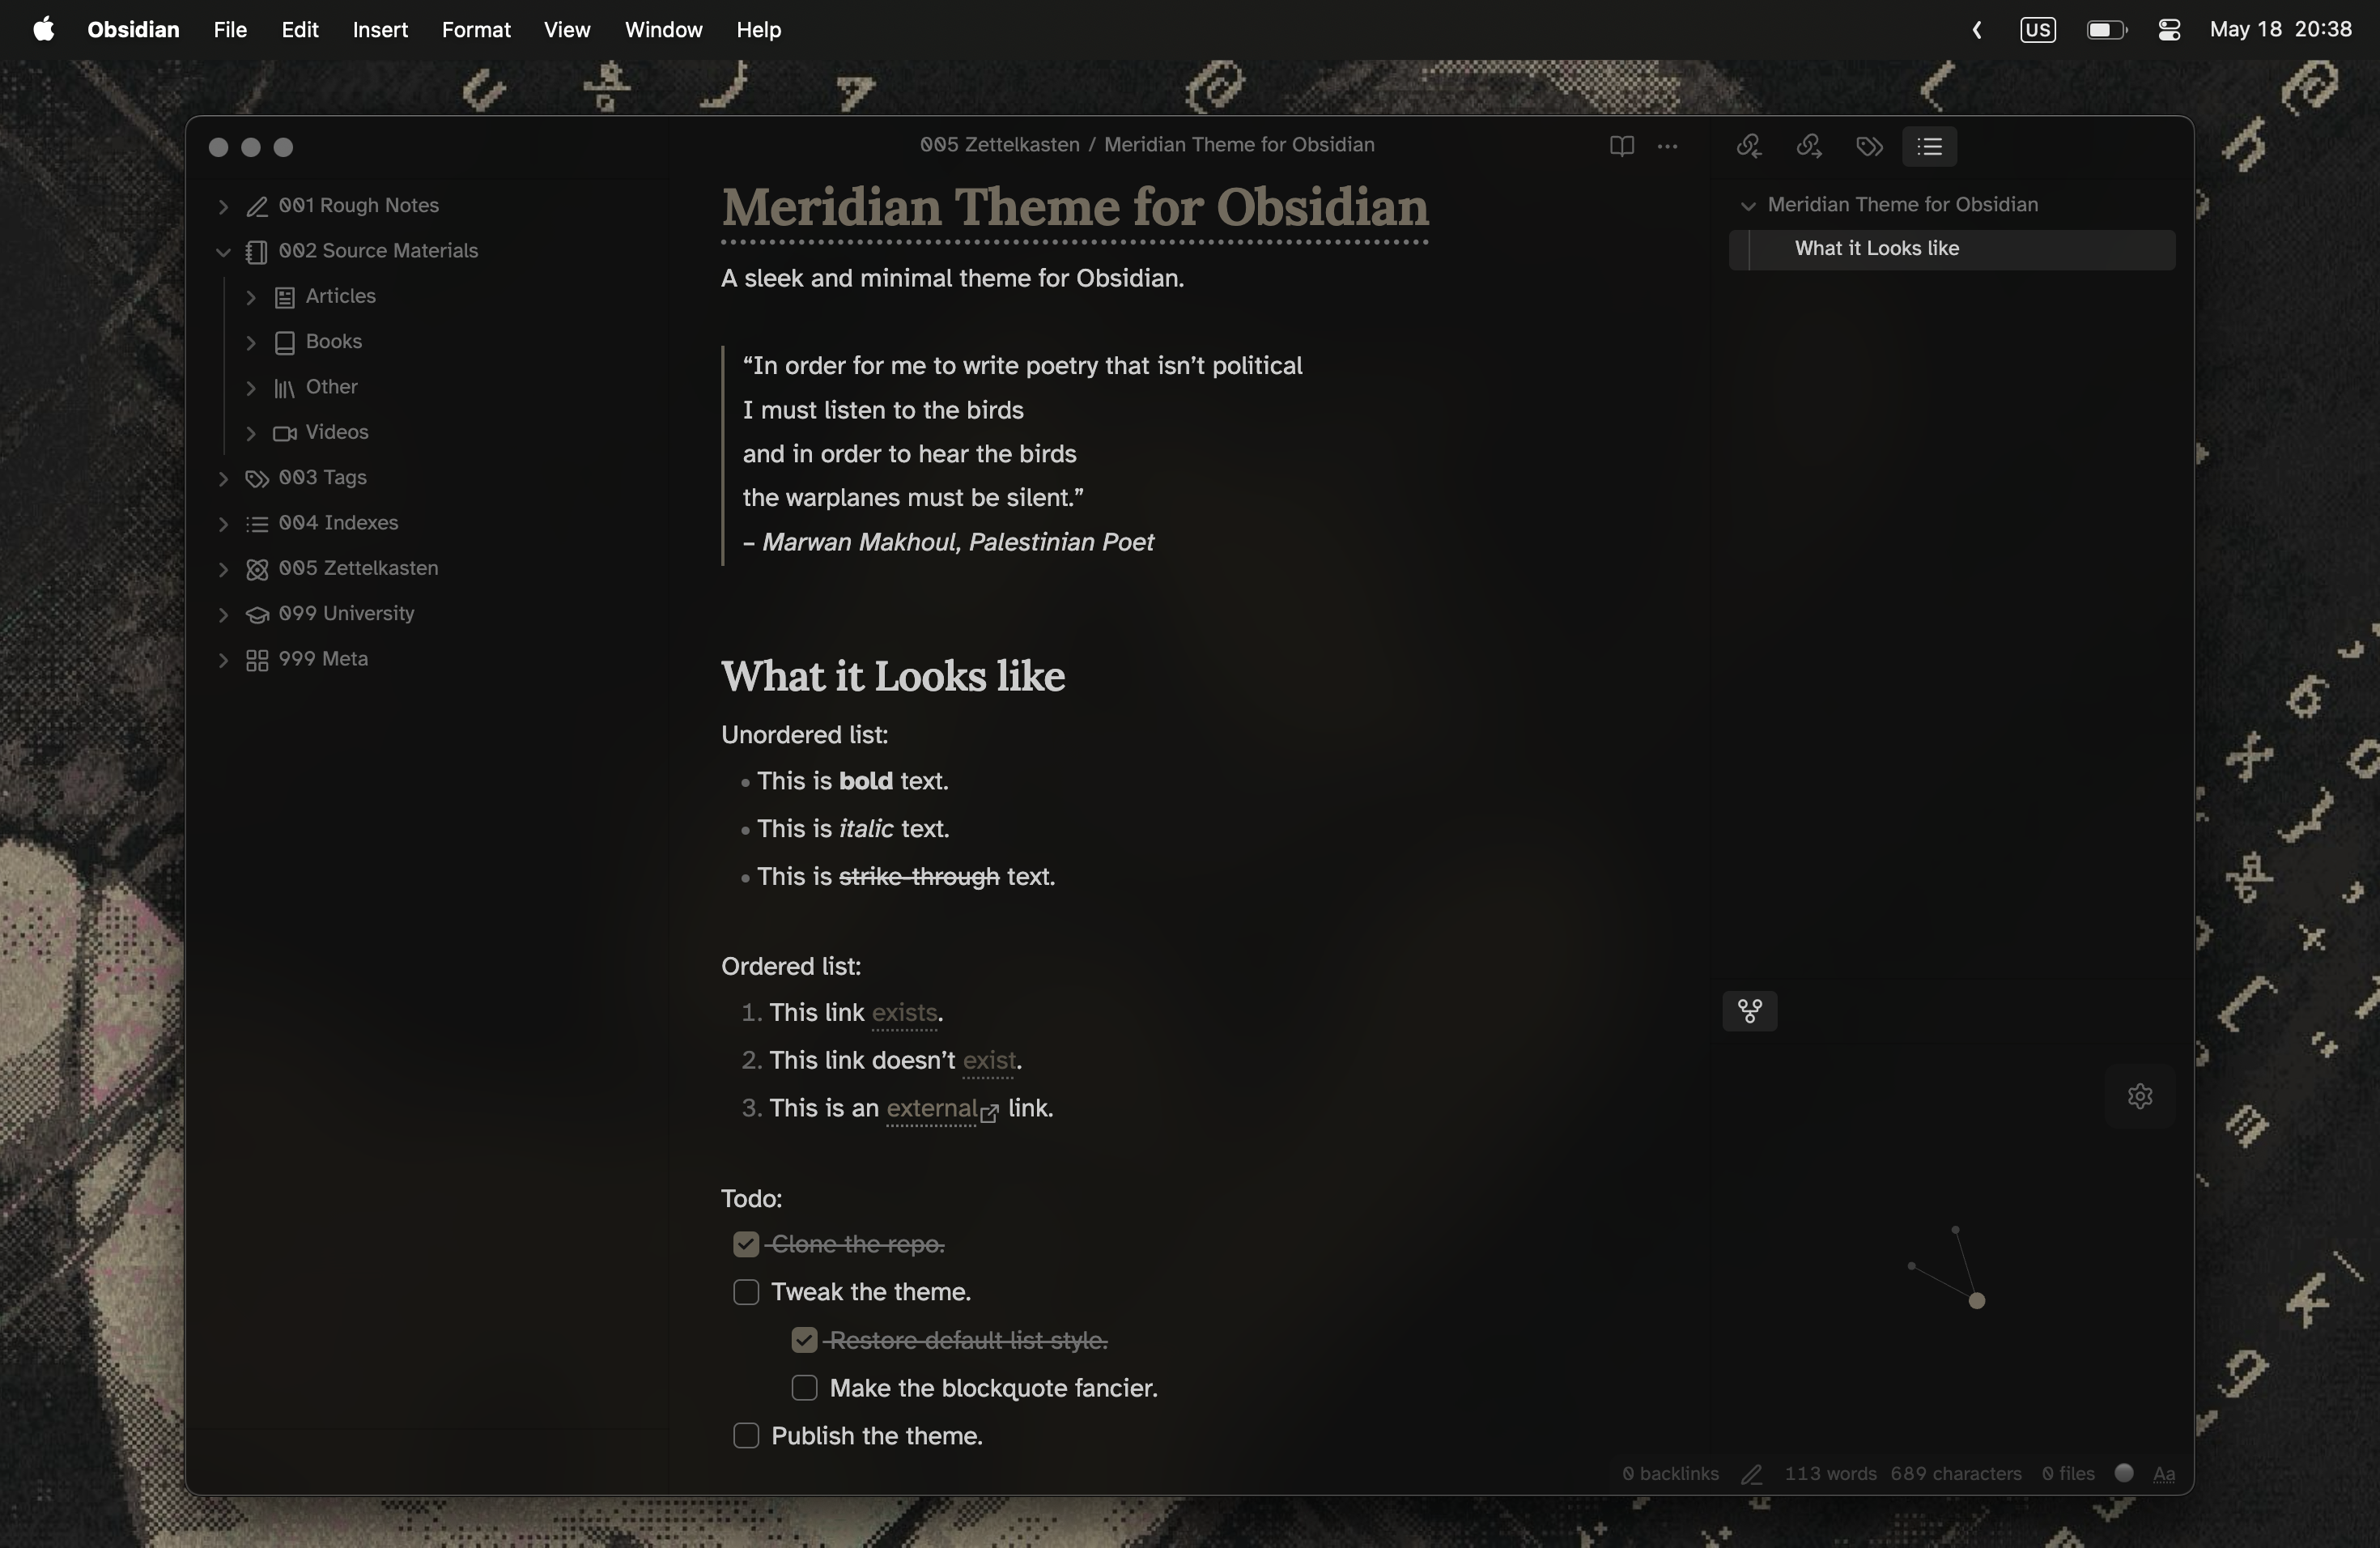 Obsidian File Edit Insert Format View Window Help US May 18 20:38
005 Zettelkasten / Meridian Theme for Obsidian
001 Rough Notes
002 Source Materials
Articles
Books
Other
Videos
003 Tags
004 Indexes
005 Zettelkasten
099 University
999 Meta
Meridian Theme for Obsidian
A sleek and minimal theme for Obsidian.
“In order for me to write poetry that isn’t political
I must listen to the birds
and in order to hear the birds
the warplanes must be silent.”
– Marwan Makhoul, Palestinian Poet
What it Looks like
Unordered list:
This is bold text.
This is italic text.
This is strike-through text.
Ordered list:
1. This link exists.
2. This link doesn’t exist.
3. This is an external link.
Todo:
Clone the repo.
Tweak the theme.
Restore default list style.
Make the blockquote fancier.
Publish the theme.
Meridian Theme for Obsidian
What it Looks like
0 backlinks 113 words 689 characters 0 files Aa